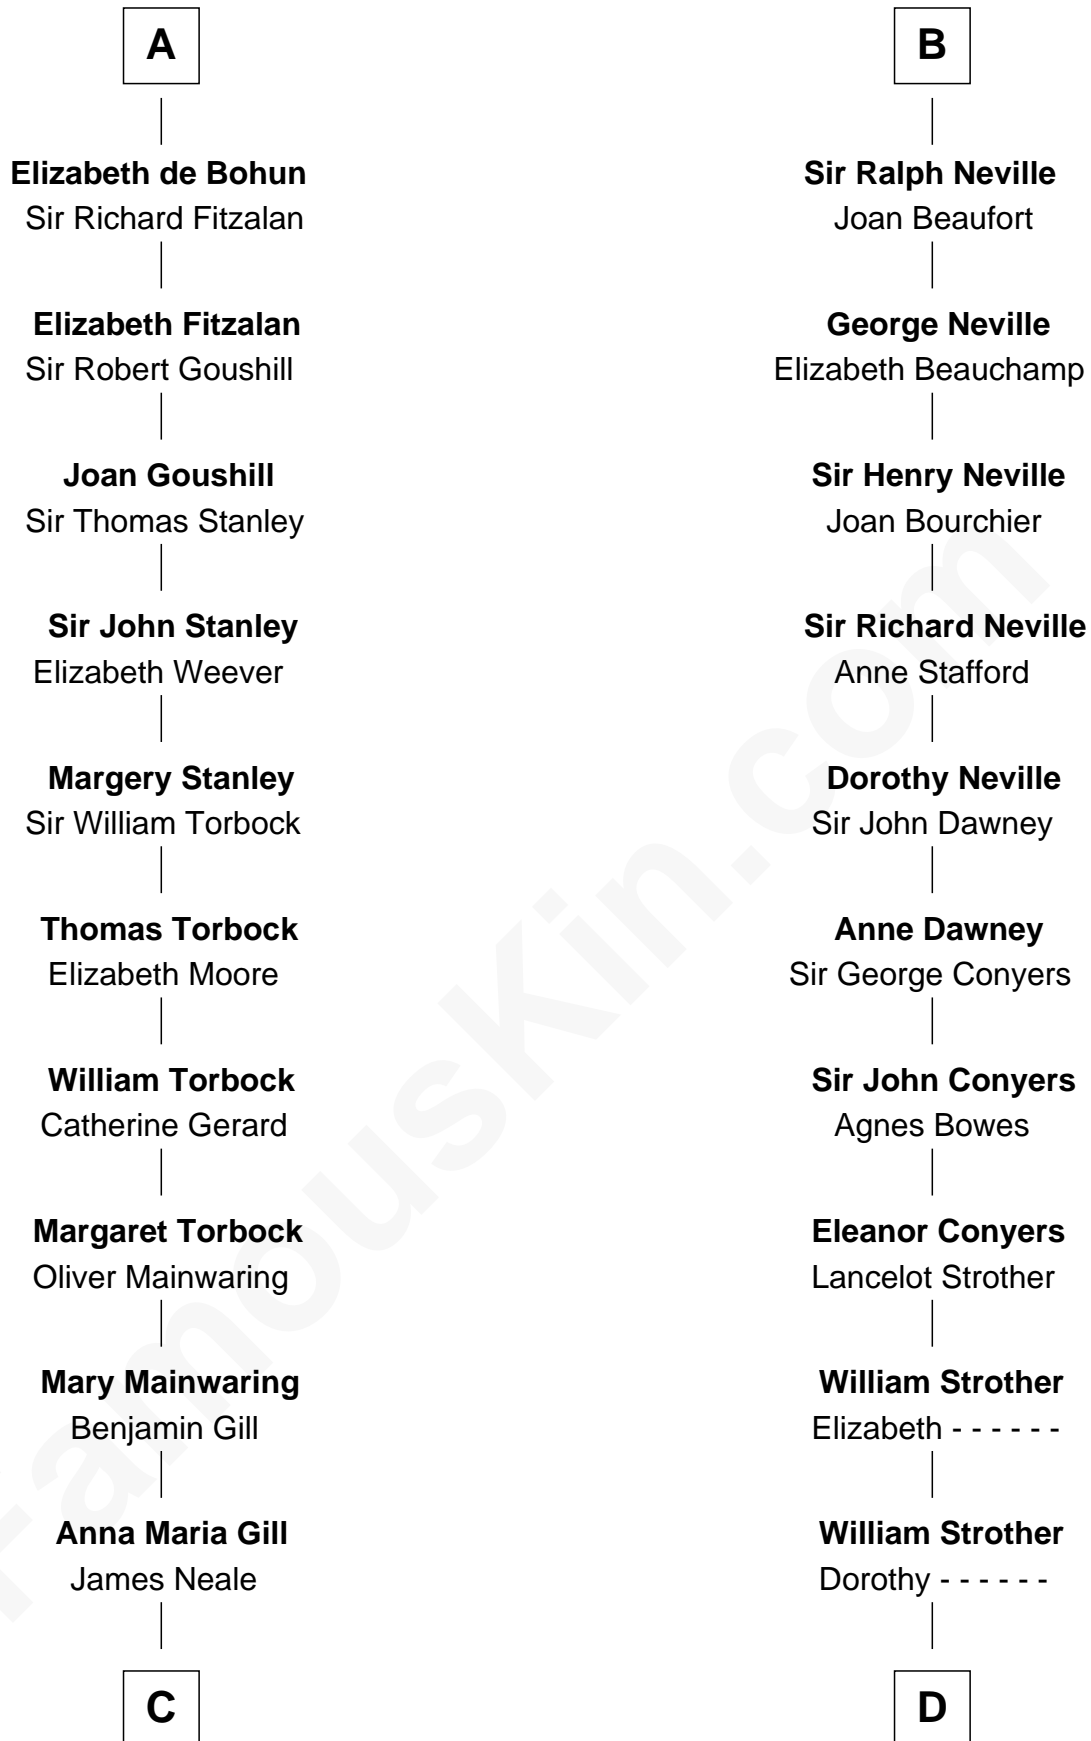 A
Elizabeth de Bohun
Sir Richard Fitzalan
Elizabeth Fitzalan
Sir Robert Goushill
Joan Goushill
Sir Thomas Stanley
Sir John Stanley
Elizabeth Weever
Margery Stanley
Sir William Torbock
Thomas Torbock
Elizabeth Moore
William Torbock
Catherine Gerard
Margaret Torbock
Oliver Mainwaring
Mary Mainwaring
Benjamin Gill
Anna Maria Gill
James Neale
C
B
Sir Ralph Neville
Joan Beaufort
George Neville
Elizabeth Beauchamp
Sir Henry Neville
Joan Bourchier
Sir Richard Neville
Anne Stafford
Dorothy Neville
Sir John Dawney
Anne Dawney
Sir George Conyers
Sir John Conyers
Agnes Bowes
Eleanor Conyers
Lancelot Strother
William Strother
Elizabeth - - - - - -
William Strother
Dorothy - - - - - -
D
FamousKin.com